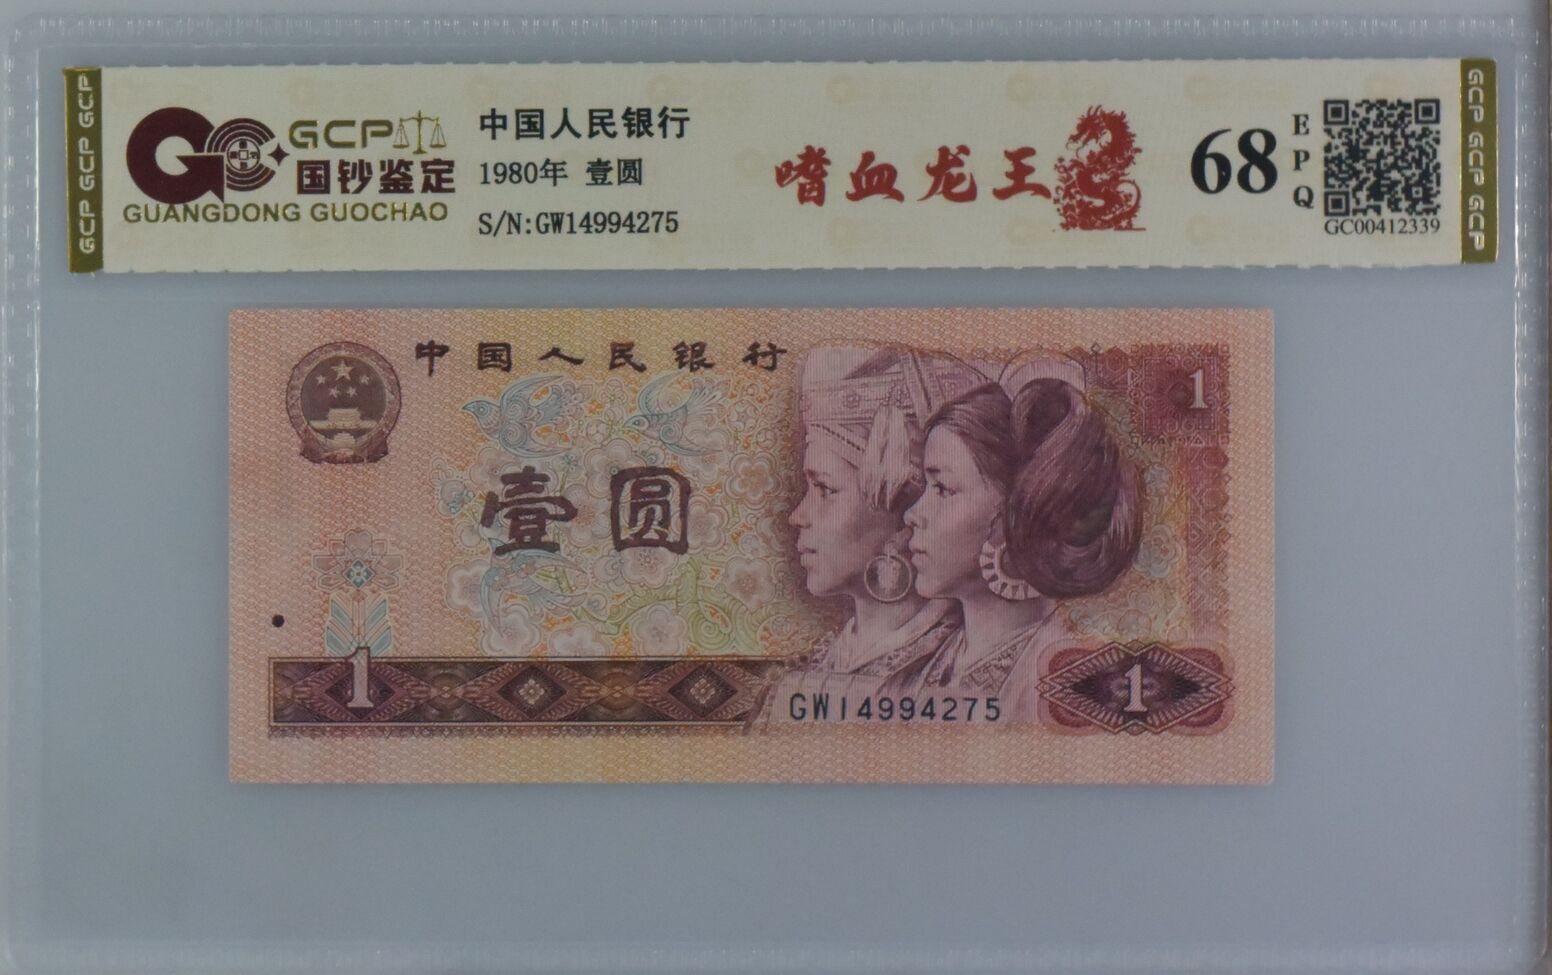 GCP GCP GCP
GCP
国钞鉴定
GUANGDONG GUOCHAO
中国人民银行
1980年 壹圆
S/N:GW14994275
嗜血龙王
68
EPQ
GC00412339
GCP GCP GCP
中国人民银行
1
壹圆
1
GW14994275
1